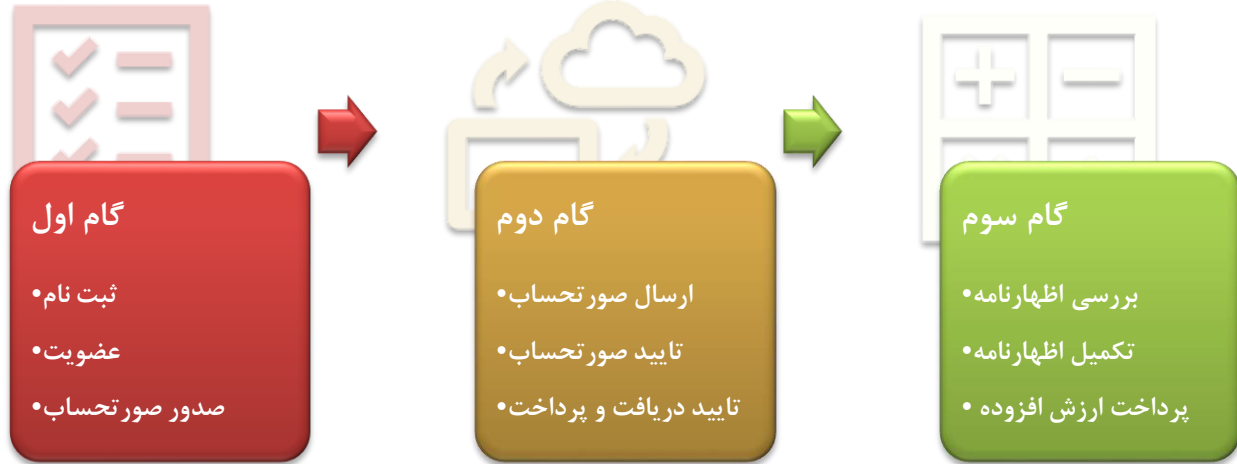 گام اول
•ثبت نام
•عضویت
•صدور صورتحساب
گام دوم
•ارسال صورتحساب
•تایید صورتحساب
•تایید دریافت و پرداخت
گام سوم
•بررسی اظهارنامه
•تکمیل اظهارنامه
•پرداخت ارزش افزوده